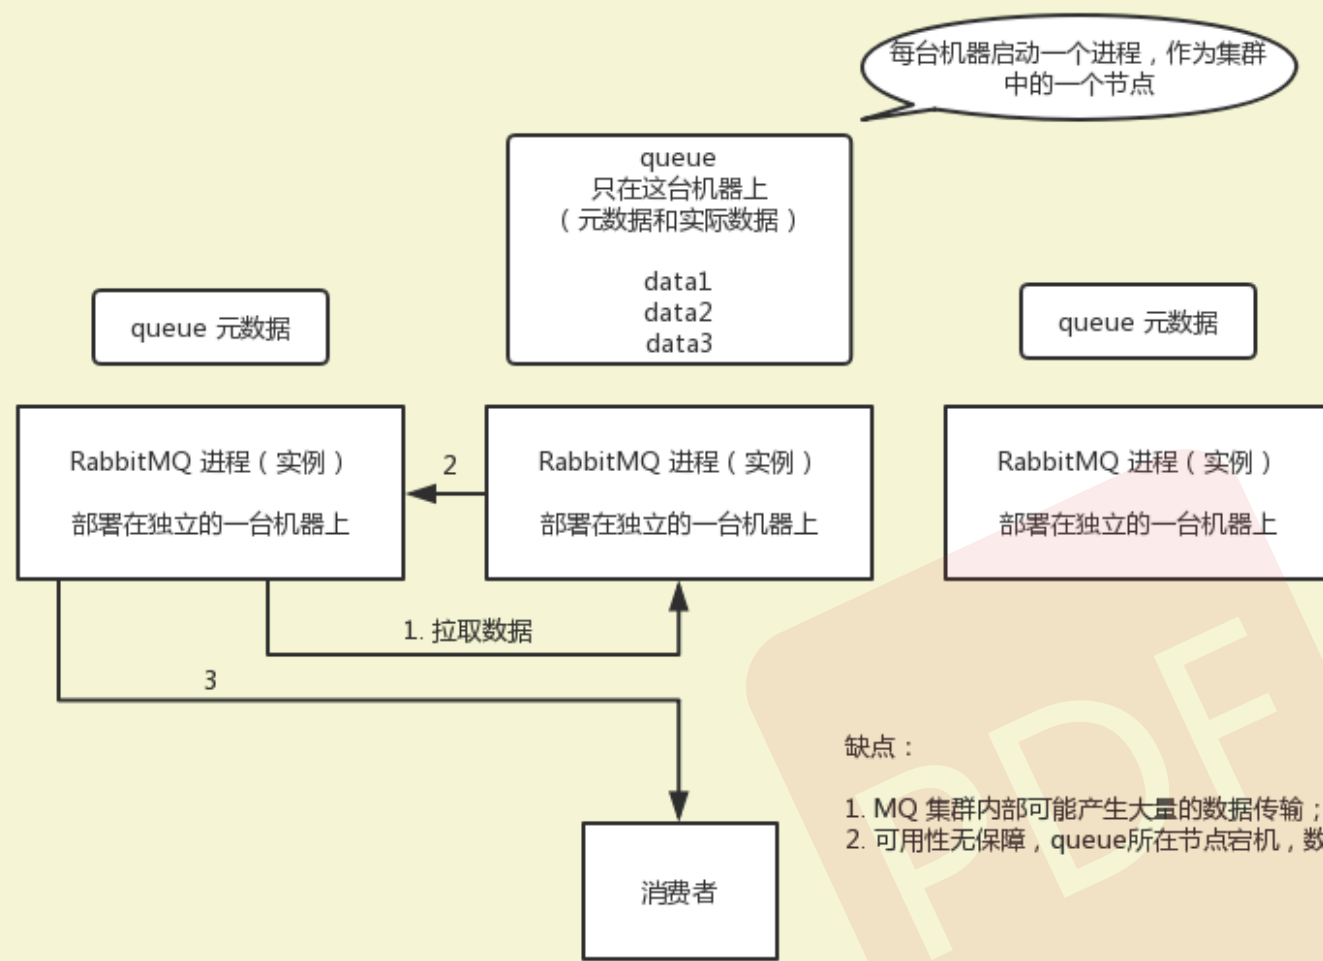 每台机器启动一个进程，作为集群
中的一个节点
queue
只在这台机器上
（元数据和实际数据）
data1
data2
data3
queue 元数据
queue 元数据
RabbitMQ 进程（实例）
部署在独立的一台机器上
2
RabbitMQ 进程（实例）
部署在独立的一台机器上
RabbitMQ 进程（实例）
部署在独立的一台机器上
1. 拉取数据
3
缺点：
1. MQ 集群内部可能产生大量的数据传输；
2. 可用性无保障，queue所在节点宕机，数
消费者
PDF